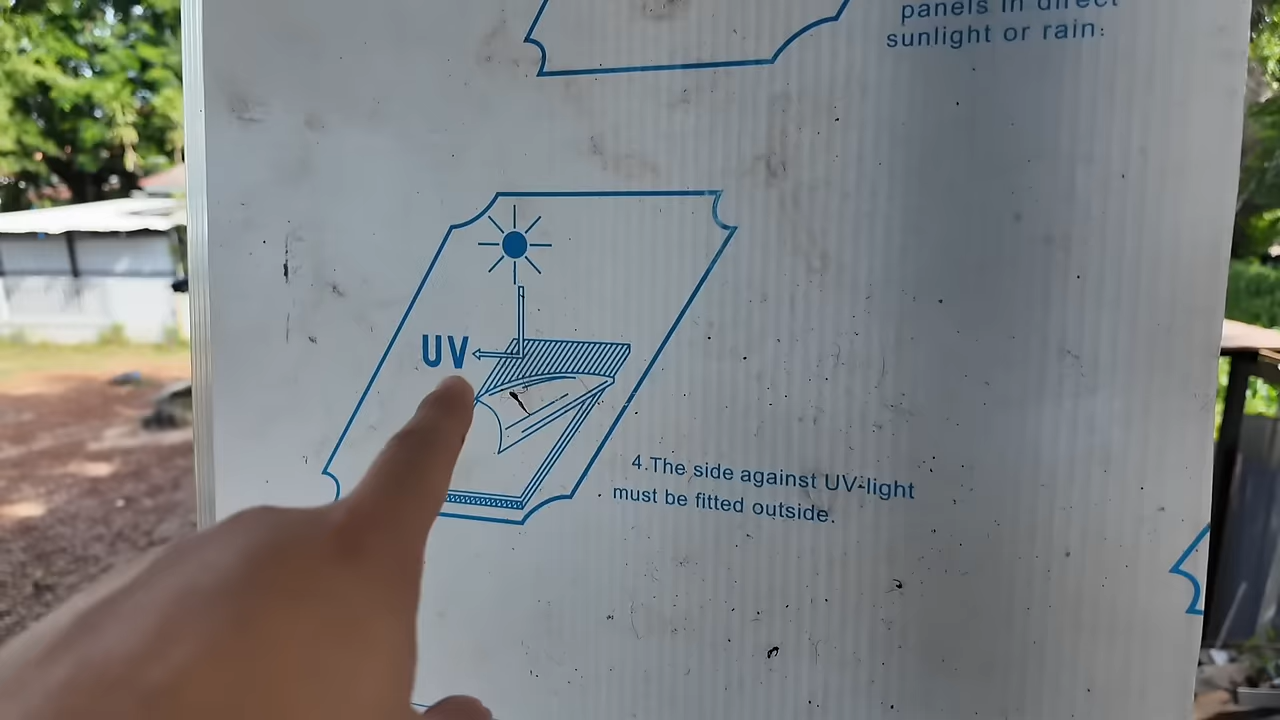 panels in direct
sunlight or rain:
UV
4.The side against UV-light
must be fitted outside.